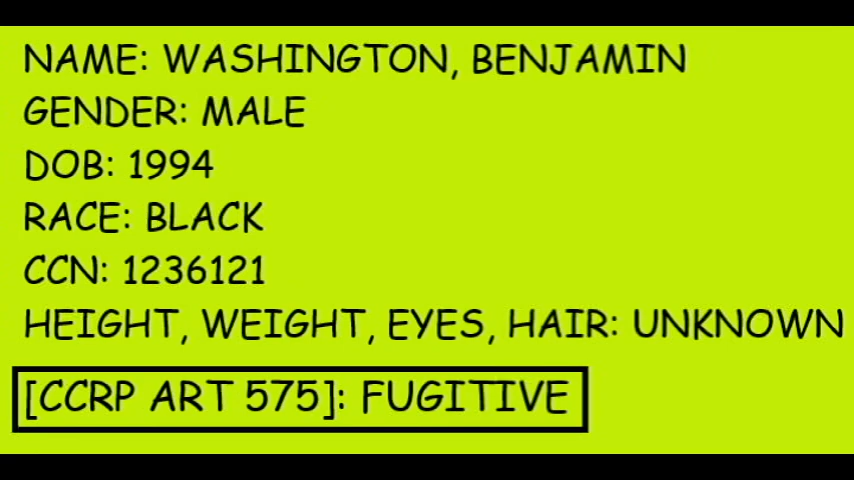 NAME: WASHINGTON, BENJAMIN
GENDER: MALE
DOB: 1994
RACE: BLACK
CCN: 1236121
HEIGHT, WEIGHT, EYES, HAIR: UNKNOWN
[CCRP ART 575]: FUGITIVE